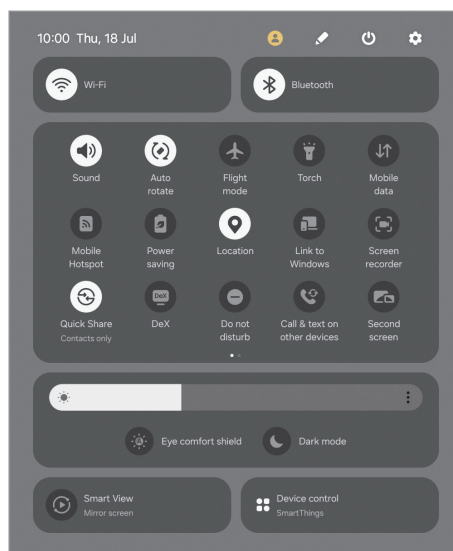 10:00 Thu, 18 Jul
Wi-Fi
Bluetooth
Sound
Auto
rotate
Flight
mode
Torch
Mobile
data
Mobile
Hotspot
Power
saving
Location
Link to
Windows
Screen
recorder
Quick Share
Contacts only
DeX
DeX
Do not
disturb
Call & text on
other devices
Second
screen
Eye comfort shield
Dark mode
Smart View
Mirror screen
Device control
SmartThings